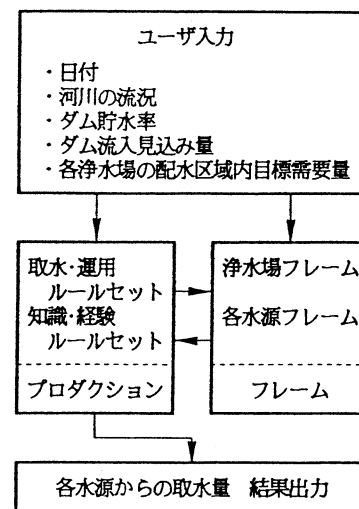 ユーザ入力
・日付
・河川の流況
・ダム貯水率
・ダム流入見込み量
・各浄水場の配水区域内目標需要量
取水・運用
ルールセット
知識・経験
ルールセット
プロダクション
浄水場フレーム
各水源フレーム
フレーム
各水源からの取水量 結果出力